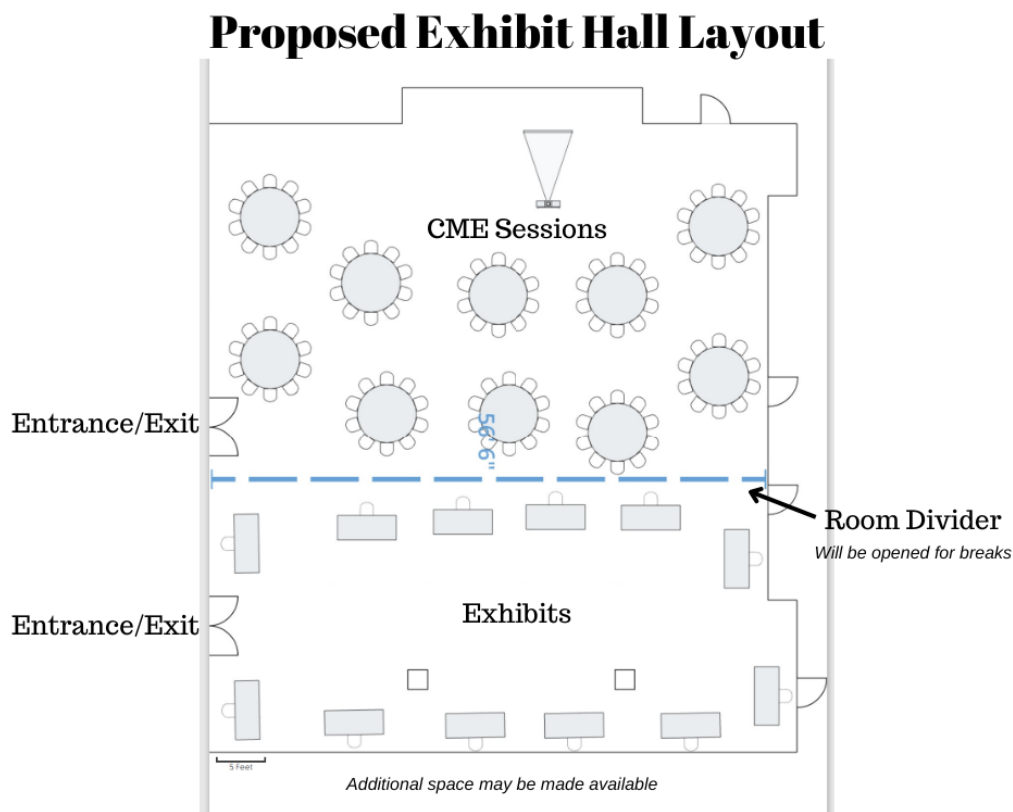 Proposed Exhibit Hall Layout
CME Sessions
Entrance/Exit
56' 6"
Room Divider
Will be opened for breaks
Exhibits
Entrance/Exit
5 Feet
Additional space may be made available